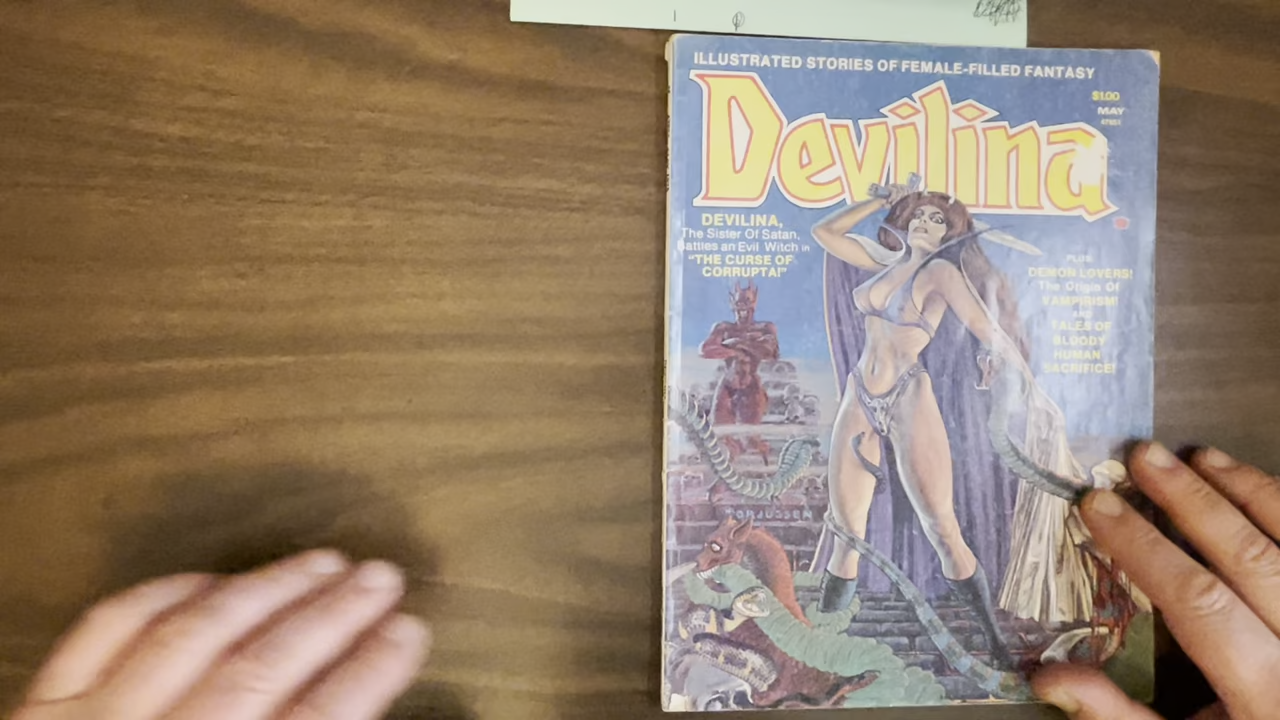 ILLUSTRATED STORIES OF FEMALE-FILLED FANTASY
Devilina
$1.00
MAY
DEVILINA,
The Sister Of Satan,
Battles an Evil Witch in
"THE CURSE OF
CORRUPTA!"
PLUS:
DEMON LOVERS!
The Origin Of
VAMPIRISM!
AND
TALES OF
BLOODY
HUMAN
SACRIFICE!